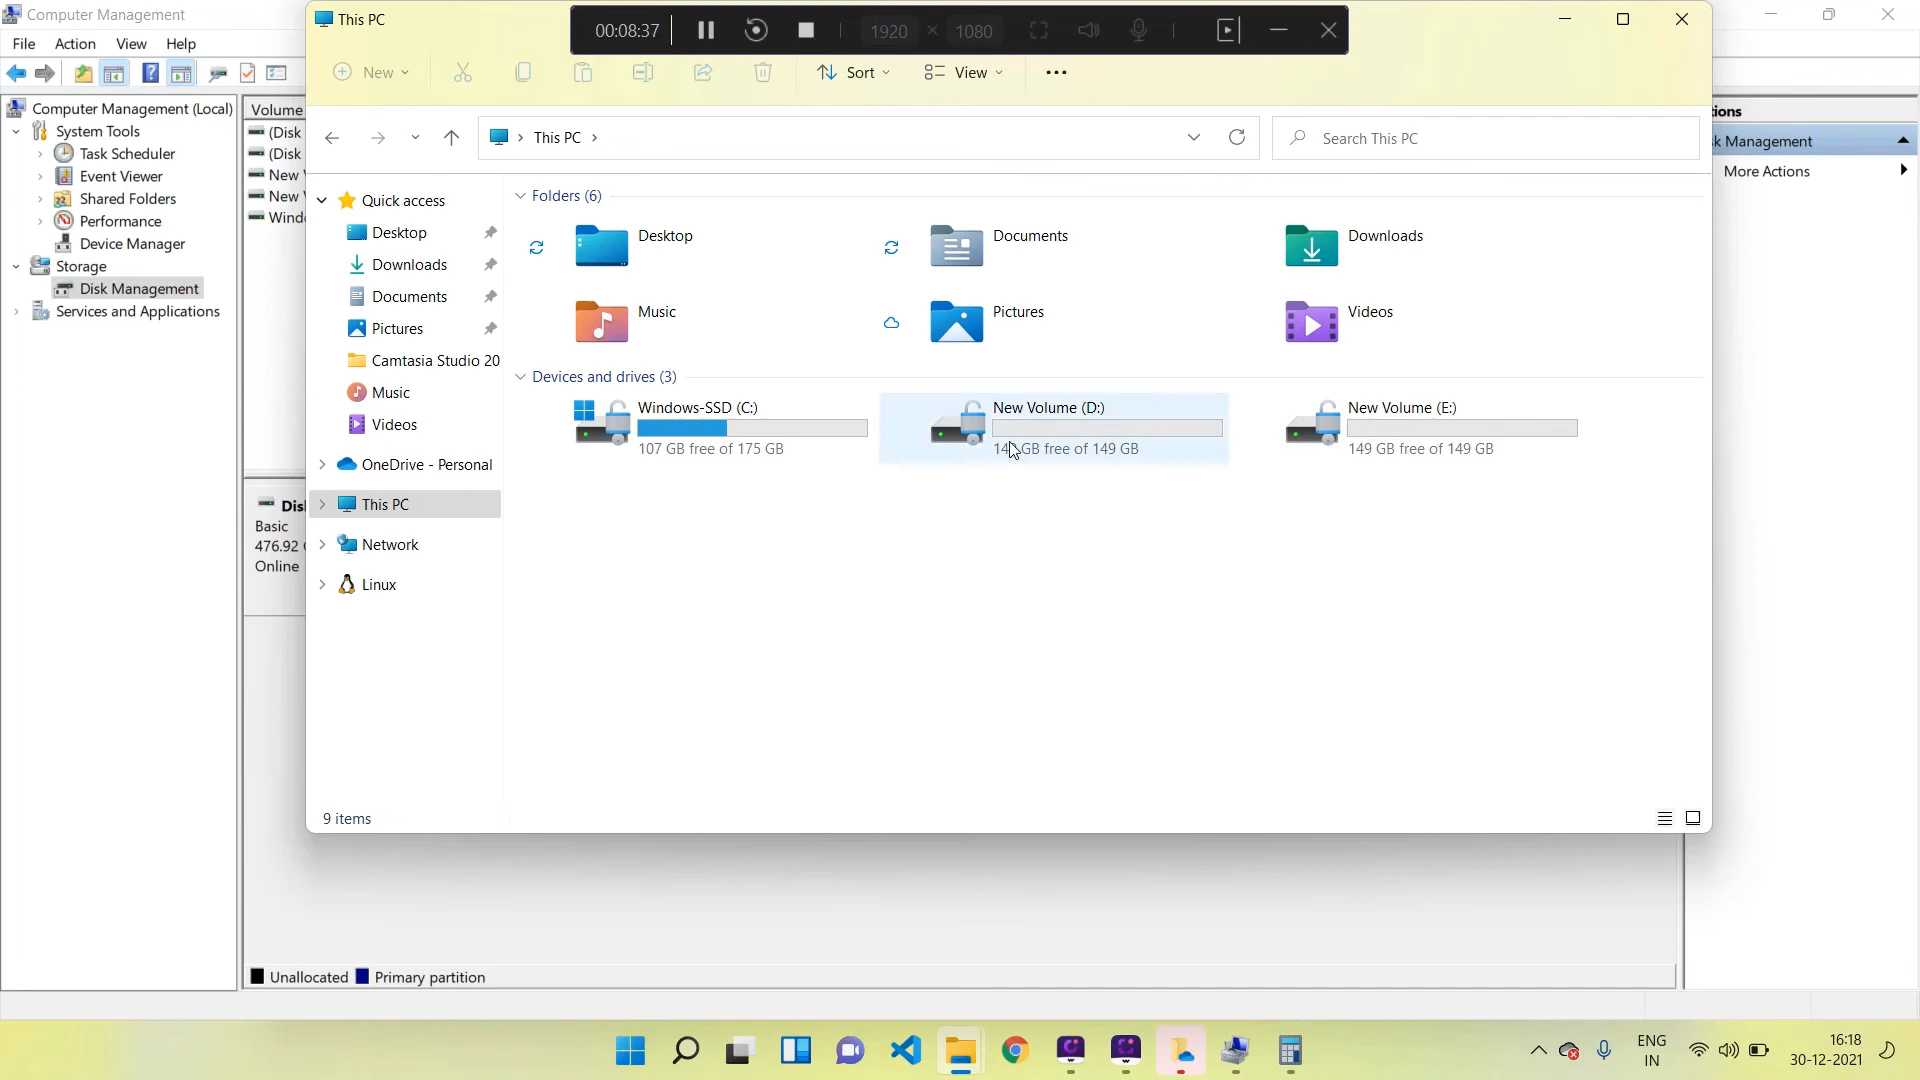 Computer Management
File Action View Help
Computer Management (Local)
System Tools
Task Scheduler
Event Viewer
Shared Folders
Performance
Device Manager
Storage
Disk Management
Services and Applications
Volume
(Disk
(Disk
New
New
Windo
Basic
476.92
Online
Unallocated Primary partition
This PC
00:08:37 1920 × 1080
New Sort View
This PC
Search This PC
Quick access
Desktop
Downloads
Documents
Pictures
Camtasia Studio 20
Music
Videos
OneDrive - Personal
This PC
Network
Linux
Folders (6)
Desktop Documents Downloads
Music Pictures Videos
Devices and drives (3)
Windows-SSD (C:)
107 GB free of 175 GB
New Volume (D:)
GB free of 149 GB
New Volume (E:)
149 GB free of 149 GB
9 items
tions
sk Management
More Actions
ENG
IN
16:18
30-12-2021